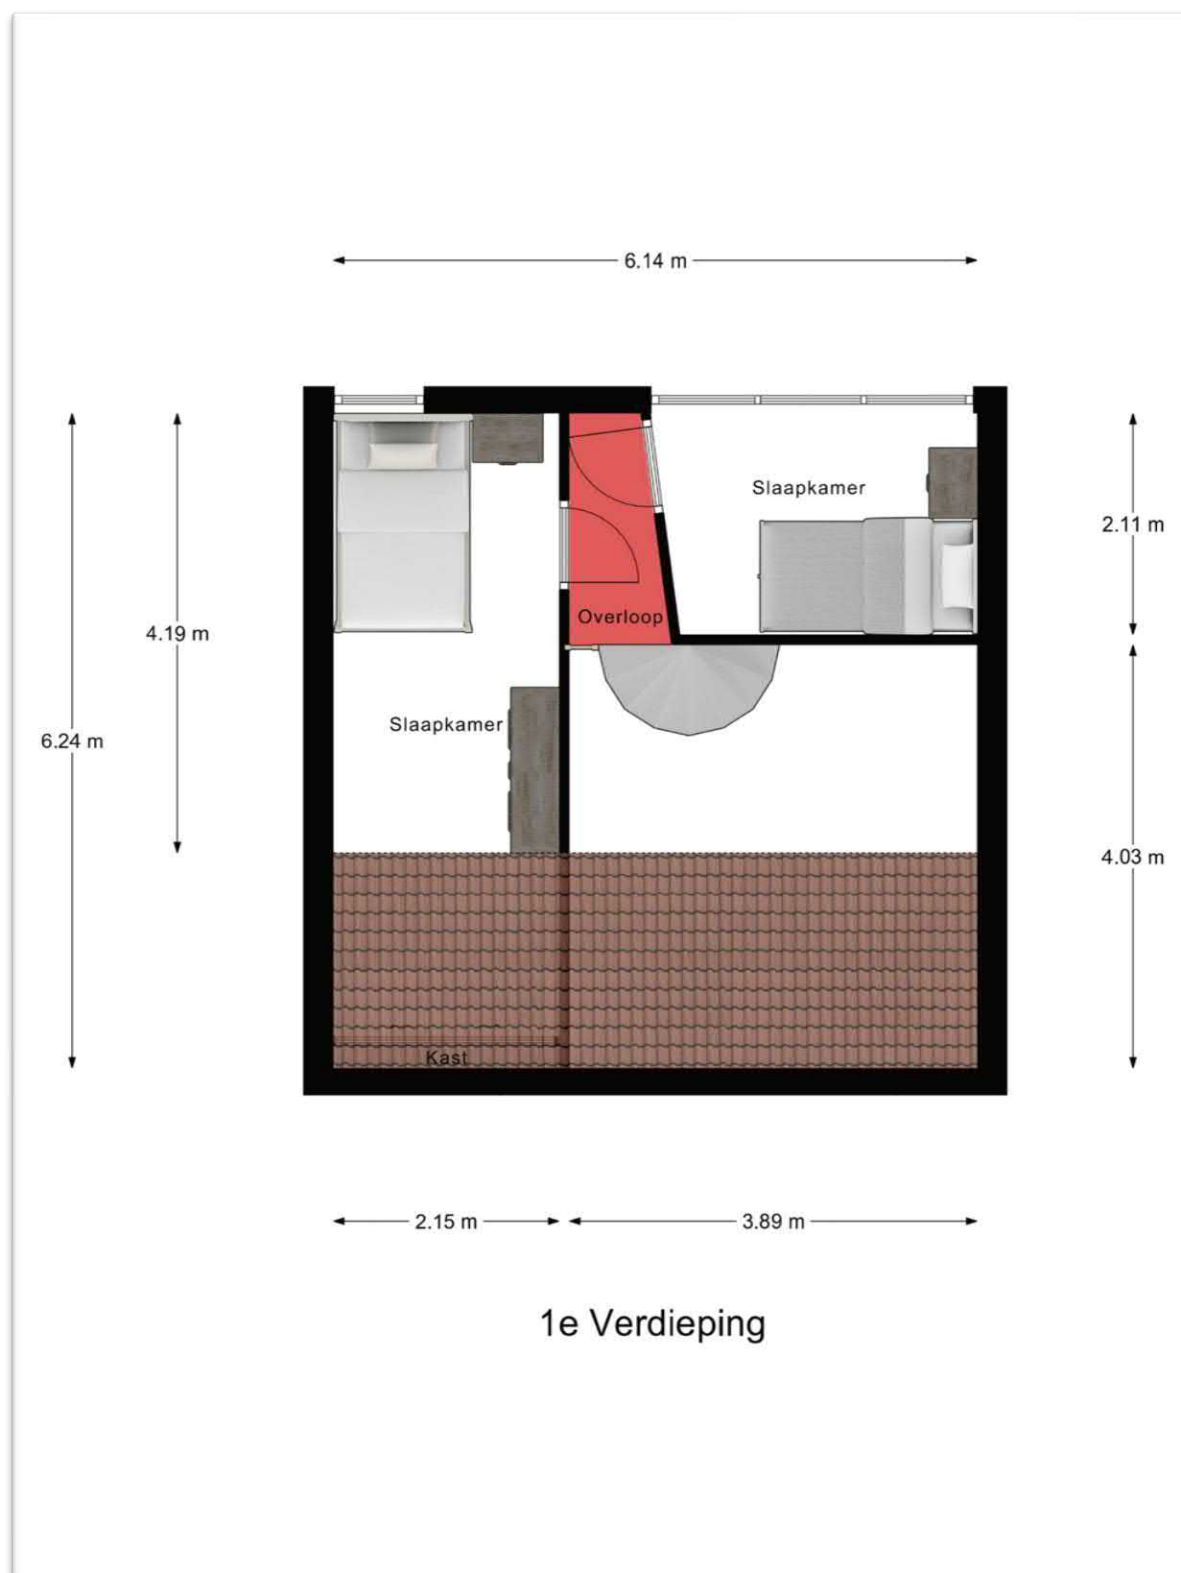 6.14 m
Slaapkamer
2.11 m
Overloop
4.19 m
Slaapkamer
6.24 m
4.03 m
Kast
2.15 m
3.89 m
1e Verdieping